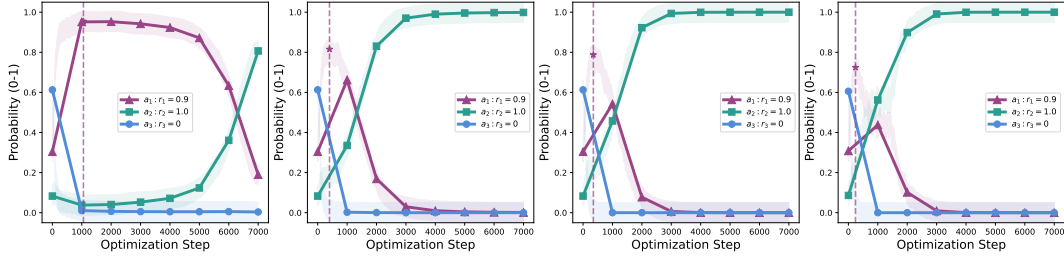 Probability (0-1)
1.0
0.8
0.6
0.4
0.2
0.0
a₁ : r₁ = 0.9
a₂ : r₂ = 1.0
a₃ : r₃ = 0
0 1000 2000 3000 4000 5000 6000 7000
Optimization Step
Probability (0-1)
1.0
0.8
0.6
0.4
0.2
0.0
a₁ : r₁ = 0.9
a₂ : r₂ = 1.0
a₃ : r₃ = 0
0 1000 2000 3000 4000 5000 6000 7000
Optimization Step
Probability (0-1)
1.0
0.8
0.6
0.4
0.2
0.0
a₁ : r₁ = 0.9
a₂ : r₂ = 1.0
a₃ : r₃ = 0
0 1000 2000 3000 4000 5000 6000 7000
Optimization Step
Probability (0-1)
1.0
0.8
0.6
0.4
0.2
0.0
a₁ : r₁ = 0.9
a₂ : r₂ = 1.0
a₃ : r₃ = 0
0 1000 2000 3000 4000 5000 6000 7000
Optimization Step